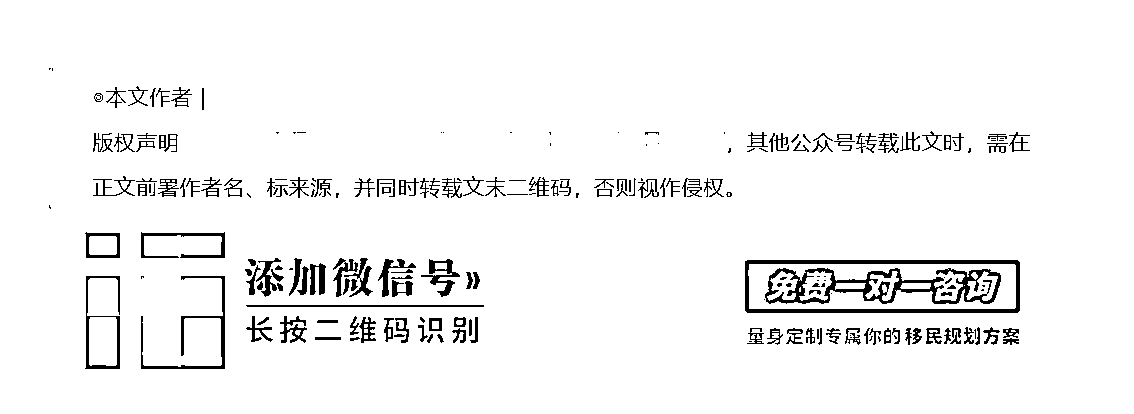 ◎本文作者 |
版权声明
，其他公众号转载此文时，需在
正文前署作者名、标来源，并同时转载文末二维码，否则视作侵权。
添加微信号»
长按二维码识别
免费一对一咨询
量身定制专属你的移民规划方案